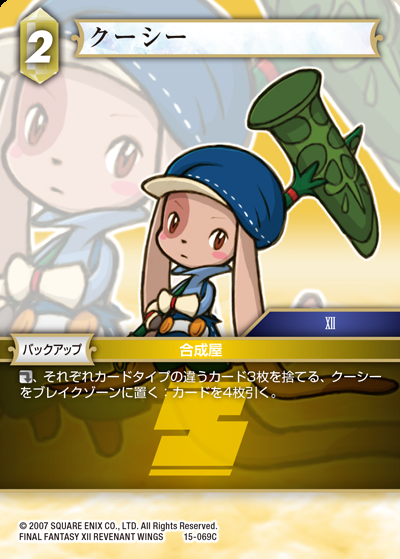 2
クーシー
XII
バックアップ
合成屋
、それぞれカードタイプの違うカード3枚を捨てる、クーシー
をブレイクゾーンに置く：カードを4枚引く。
© 2007 SQUARE ENIX CO., LTD. All Rights Reserved.
FINAL FANTASY XII REVENANT WINGS 15-069C